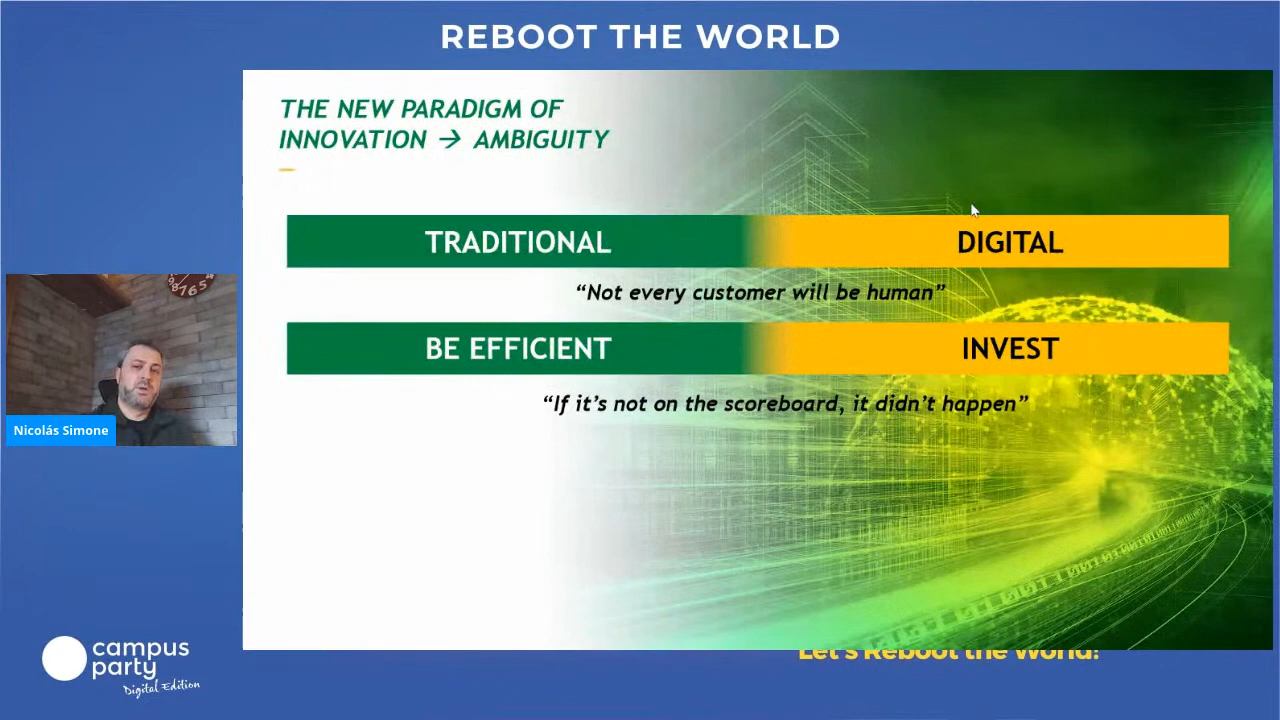 REBOOT THE WORLD
THE NEW PARADIGM OF
INNOVATION → AMBIGUITY
TRADITIONAL DIGITAL
“Not every customer will be human”
BE EFFICIENT INVEST
“If it’s not on the scoreboard, it didn’t happen”
Nicolás Simone
campus
party
Digital Edition
Let's Reboot the World!